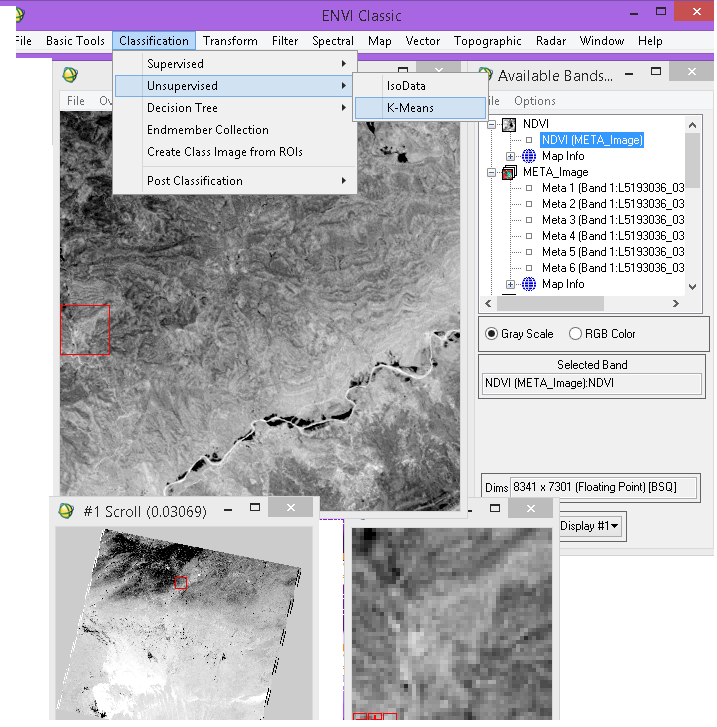 ENVI Classic
File Basic Tools Classification Transform Filter Spectral Map Vector Topographic Radar Window Help
Supervised
Unsupervised
Decision Tree
Endmember Collection
Create Class Image from ROIs
Post Classification
IsoData
K-Means
File Ov
Available Bands...
ile Options
NDVI
NDVI (META_Image)
Map Info
META_Image
Meta 1 (Band 1:L5193036_03
Meta 2 (Band 1:L5193036_03
Meta 3 (Band 1:L5193036_03
Meta 4 (Band 1:L5193036_03
Meta 5 (Band 1:L5193036_03
Meta 6 (Band 1:L5193036_03
Map Info
Gray Scale RGB Color
Selected Band
NDVI (META_Image):NDVI
Dims 8341 x 7301 (Floating Point) [BSQ]
Display #1
#1 Scroll (0.03069)